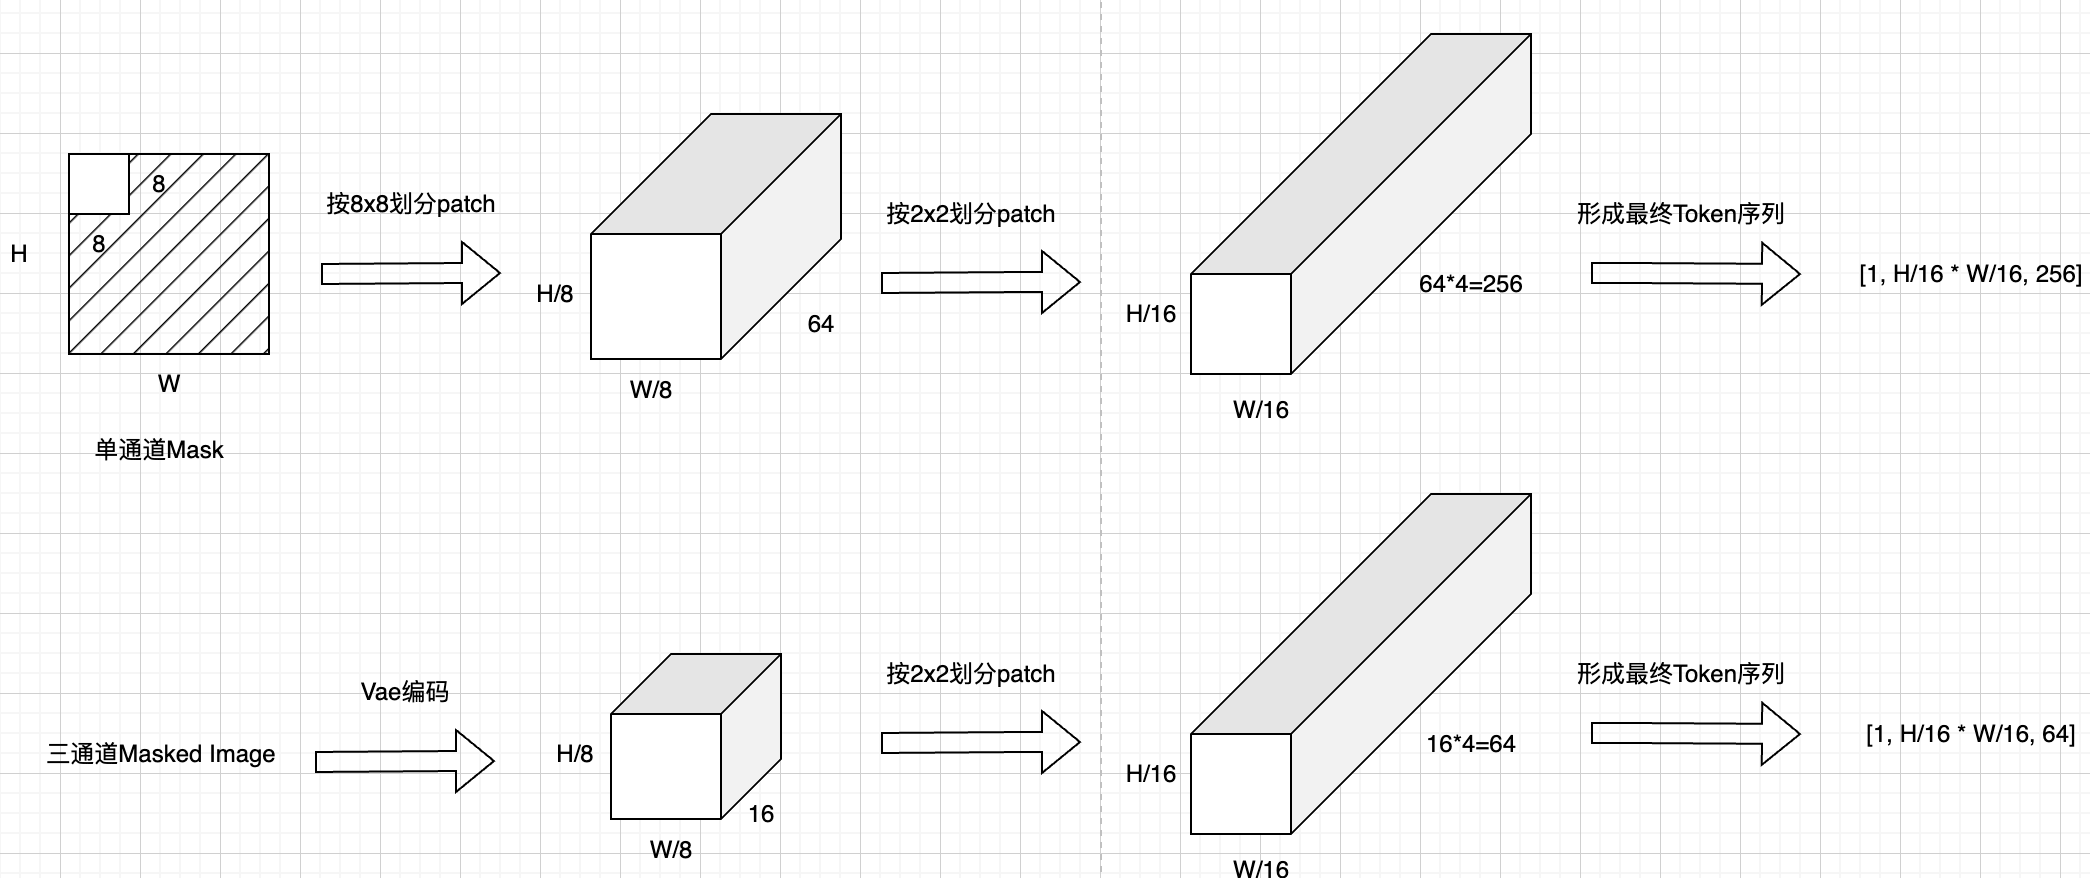 8
8
H
W
单通道Mask
按8x8划分patch
H/8
W/8
64
按2x2划分patch
H/16
W/16
64*4=256
形成最终Token序列
[1, H/16 * W/16, 256]
三通道Masked Image
Vae编码
H/8
W/8
16
按2x2划分patch
H/16
W/16
16*4=64
形成最终Token序列
[1, H/16 * W/16, 64]